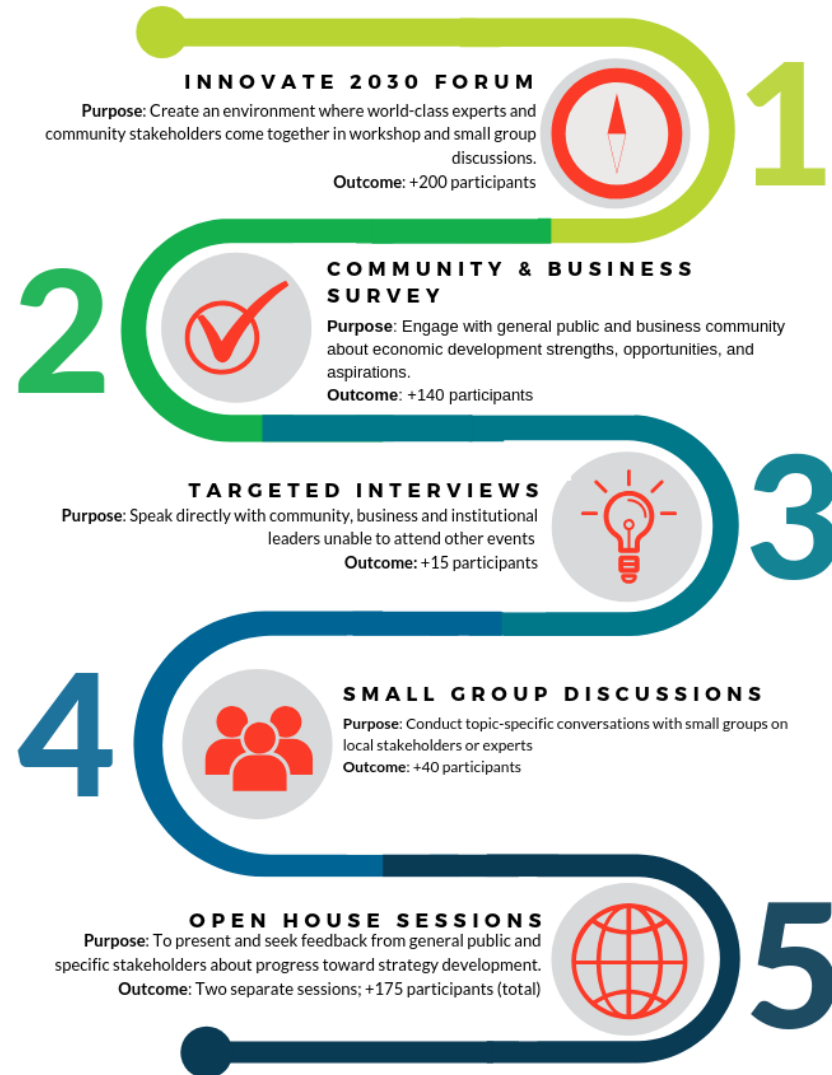 1
INNOVATE 2030 FORUM
Purpose: Create an environment where world-class experts and
community stakeholders come together in workshop and small group
discussions.
Outcome: +200 participants
2
COMMUNITY & BUSINESS
SURVEY
Purpose: Engage with general public and business community
about economic development strengths, opportunities, and
aspirations.
Outcome: +140 participants
3
TARGETED INTERVIEWS
Purpose: Speak directly with community, business and institutional
leaders unable to attend other events
Outcome: +15 participants
4
SMALL GROUP DISCUSSIONS
Purpose: Conduct topic-specific conversations with small groups on
local stakeholders or experts
Outcome: +40 participants
5
OPEN HOUSE SESSIONS
Purpose: To present and seek feedback from general public and
specific stakeholders about progress toward strategy development.
Outcome: Two separate sessions; +175 participants (total)